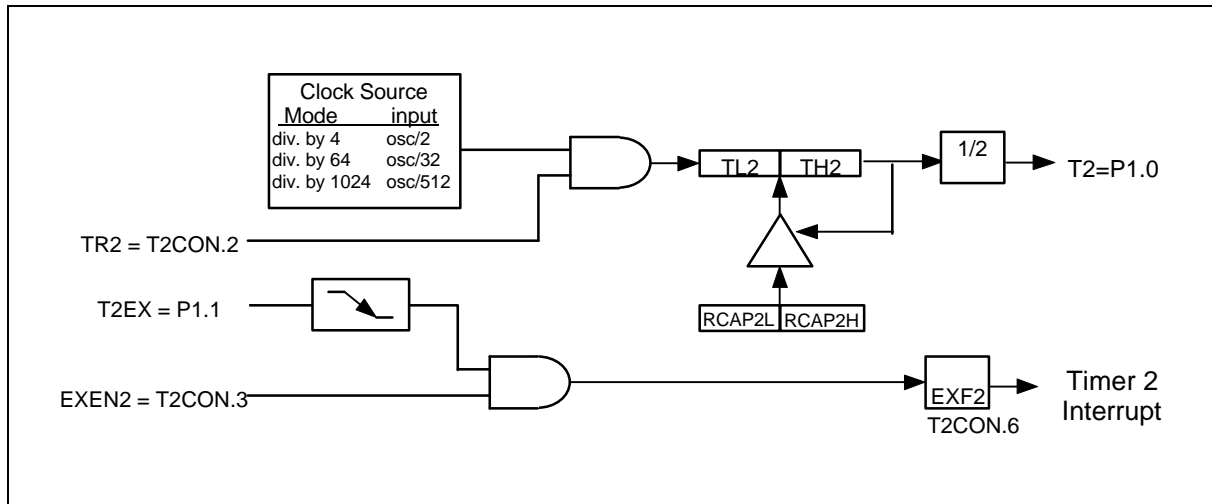 Clock Source
Mode input
div. by 4 osc/2
div. by 64 osc/32
div. by 1024 osc/512
TL2 TH2
1/2
T2=P1.0
TR2 = T2CON.2
T2EX = P1.1
RCAP2L RCAP2H
EXEN2 = T2CON.3
EXF2
T2CON.6
Timer 2
Interrupt